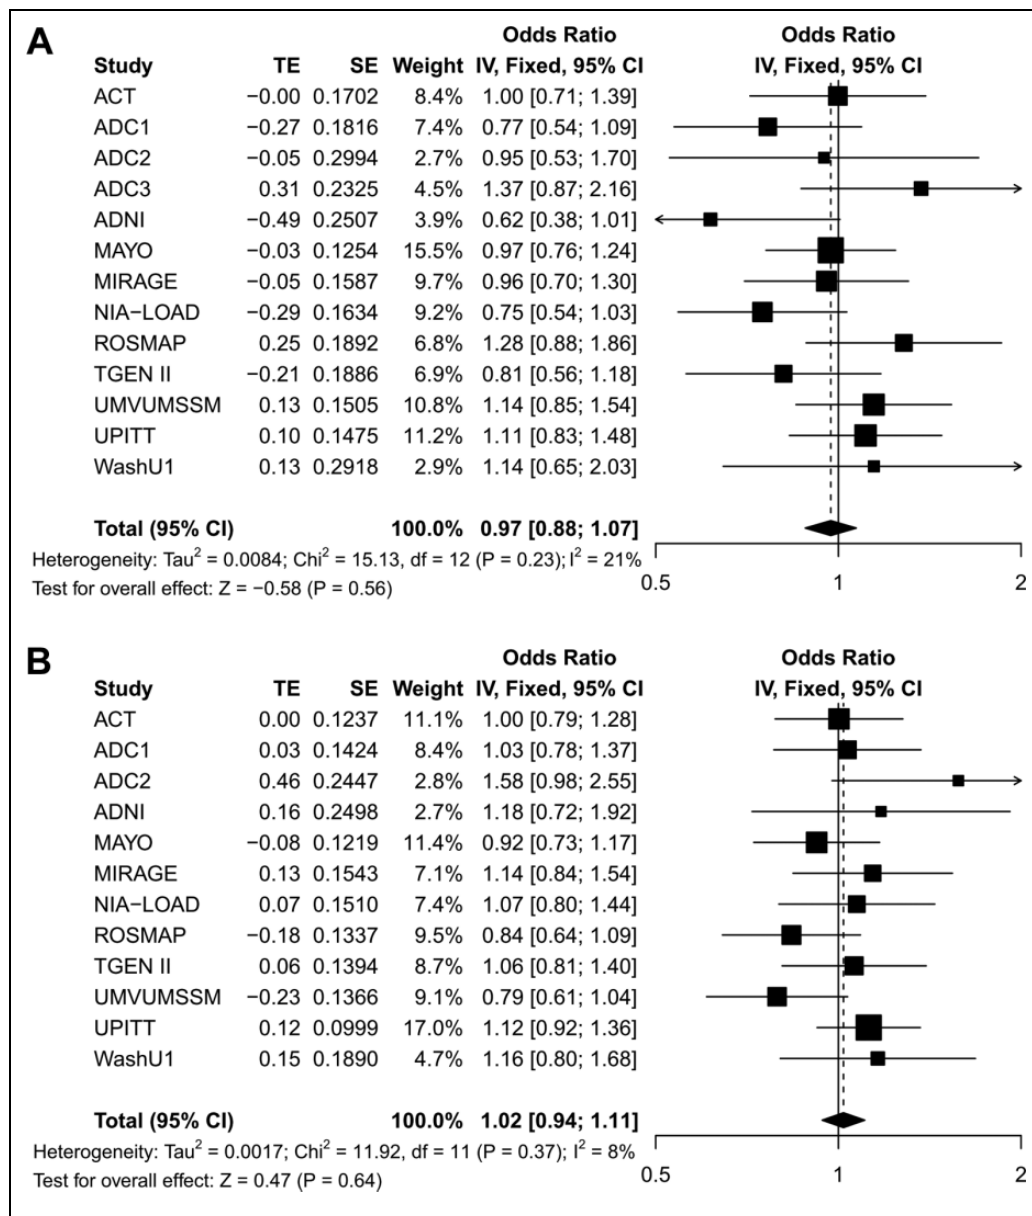 A
Odds Ratio Odds Ratio
Study TE SE Weight IV, Fixed, 95% CI IV, Fixed, 95% CI
ACT −0.00 0.1702 8.4% 1.00 [0.71; 1.39]
ADC1 −0.27 0.1816 7.4% 0.77 [0.54; 1.09]
ADC2 −0.05 0.2994 2.7% 0.95 [0.53; 1.70]
ADC3 0.31 0.2325 4.5% 1.37 [0.87; 2.16]
ADNI −0.49 0.2507 3.9% 0.62 [0.38; 1.01]
MAYO −0.03 0.1254 15.5% 0.97 [0.76; 1.24]
MIRAGE −0.05 0.1587 9.7% 0.96 [0.70; 1.30]
NIA−LOAD −0.29 0.1634 9.2% 0.75 [0.54; 1.03]
ROSMAP 0.25 0.1892 6.8% 1.28 [0.88; 1.86]
TGEN II −0.21 0.1886 6.9% 0.81 [0.56; 1.18]
UMVUMSSM 0.13 0.1505 10.8% 1.14 [0.85; 1.54]
UPITT 0.10 0.1475 11.2% 1.11 [0.83; 1.48]
WashU1 0.13 0.2918 2.9% 1.14 [0.65; 2.03]
Total (95% CI) 100.0% 0.97 [0.88; 1.07]
Heterogeneity: Tau² = 0.0084; Chi² = 15.13, df = 12 (P = 0.23); I² = 21%
Test for overall effect: Z = −0.58 (P = 0.56)
0.5 1 2
B
Odds Ratio Odds Ratio
Study TE SE Weight IV, Fixed, 95% CI IV, Fixed, 95% CI
ACT 0.00 0.1237 11.1% 1.00 [0.79; 1.28]
ADC1 0.03 0.1424 8.4% 1.03 [0.78; 1.37]
ADC2 0.46 0.2447 2.8% 1.58 [0.98; 2.55]
ADNI 0.16 0.2498 2.7% 1.18 [0.72; 1.92]
MAYO −0.08 0.1219 11.4% 0.92 [0.73; 1.17]
MIRAGE 0.13 0.1543 7.1% 1.14 [0.84; 1.54]
NIA−LOAD 0.07 0.1510 7.4% 1.07 [0.80; 1.44]
ROSMAP −0.18 0.1337 9.5% 0.84 [0.64; 1.09]
TGEN II 0.06 0.1394 8.7% 1.06 [0.81; 1.40]
UMVUMSSM −0.23 0.1366 9.1% 0.79 [0.61; 1.04]
UPITT 0.12 0.0999 17.0% 1.12 [0.92; 1.36]
WashU1 0.15 0.1890 4.7% 1.16 [0.80; 1.68]
Total (95% CI) 100.0% 1.02 [0.94; 1.11]
Heterogeneity: Tau² = 0.0017; Chi² = 11.92, df = 11 (P = 0.37); I² = 8%
Test for overall effect: Z = 0.47 (P = 0.64)
0.5 1 2